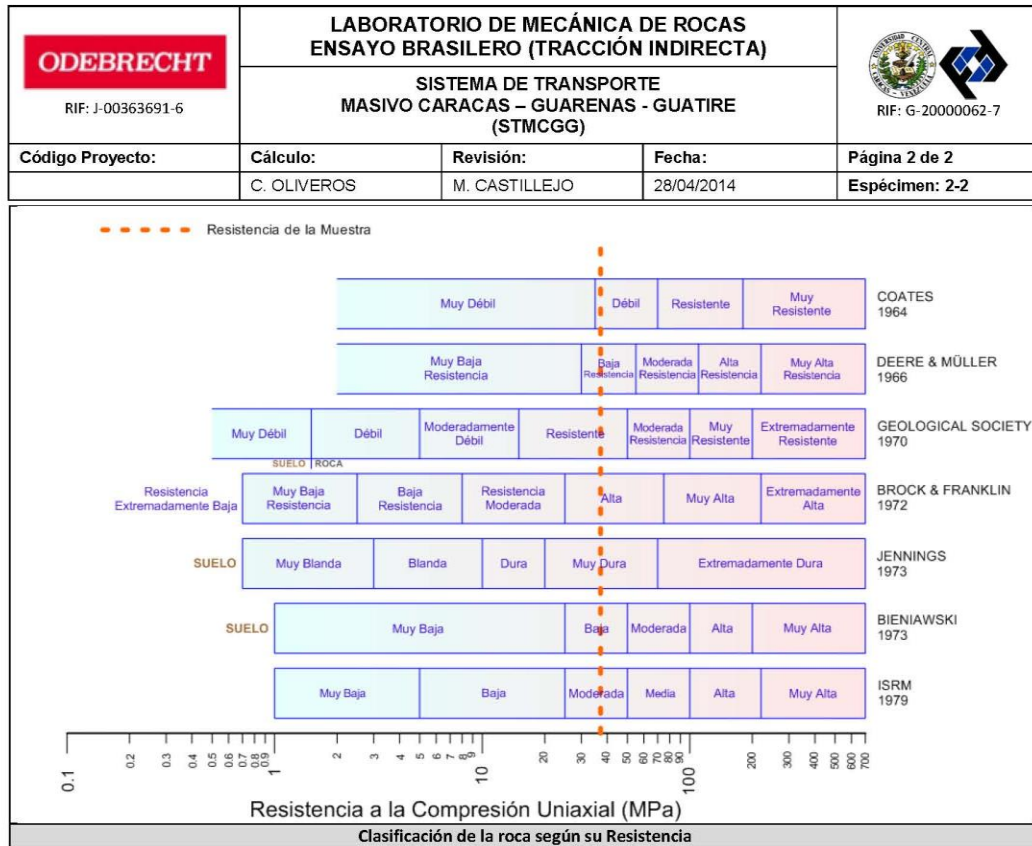 ODEBRECHT
RIF: J-00363691-6
LABORATORIO DE MECÁNICA DE ROCAS
ENSAYO BRASILERO (TRACCIÓN INDIRECTA)
SISTEMA DE TRANSPORTE
MASIVO CARACAS – GUARENAS - GUATIRE
(STMCGG)
UNIVERSIDAD CENTRAL
CARACAS - VENEZUELA
RIF: G-20000062-7
Código Proyecto:
Cálculo:
Revisión:
Fecha:
Página 2 de 2
C. OLIVEROS
M. CASTILLEJO
28/04/2014
Espécimen: 2-2
Resistencia de la Muestra
Muy Débil
Débil
Resistente
Muy
Resistente
COATES
1964
Muy Baja
Resistencia
Baja
Resistencia
Moderada
Resistencia
Alta
Resistencia
Muy Alta
Resistencia
DEERE & MÜLLER
1966
Muy Débil
Débil
Moderadamente
Débil
Resistente
Moderada
Resistencia
Muy
Resistente
Extremadamente
Resistente
GEOLOGICAL SOCIETY
1970
SUELO
ROCA
Resistencia
Extremadamente Baja
Muy Baja
Resistencia
Baja
Resistencia
Resistencia
Moderada
Alta
Muy Alta
Extremadamente
Alta
BROCK & FRANKLIN
1972
SUELO
Muy Blanda
Blanda
Dura
Muy Dura
Extremadamente Dura
JENNINGS
1973
SUELO
Muy Baja
Baja
Moderada
Alta
Muy Alta
BIENIAWSKI
1973
Muy Baja
Baja
Moderada
Media
Alta
Muy Alta
ISRM
1979
0.1
0.2
0.3
0.4
0.5
0.6
0.7
0.8
0.9
1
2
3
4
5
6
7
8
9
10
20
30
40
50
60
70
80
90
100
200
300
400
500
600
700
Resistencia a la Compresión Uniaxial (MPa)
Clasificación de la roca según su Resistencia